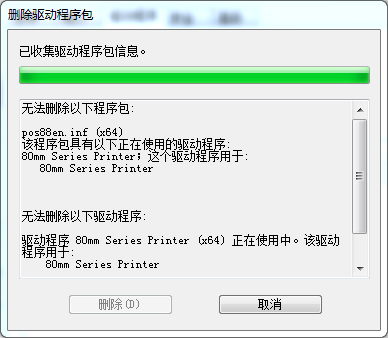 删除驱动程序包
已收集驱动程序包信息。
无法删除以下程序包:
pos88en.inf (x64)
该程序包具有以下正在使用的驱动程序:
80mm Series Printer; 这个驱动程序用于:
80mm Series Printer
无法删除以下驱动程序:
驱动程序 80mm Series Printer (x64) 正在使用中。该驱动
程序用于:
80mm Series Printer
删除(D)
取消